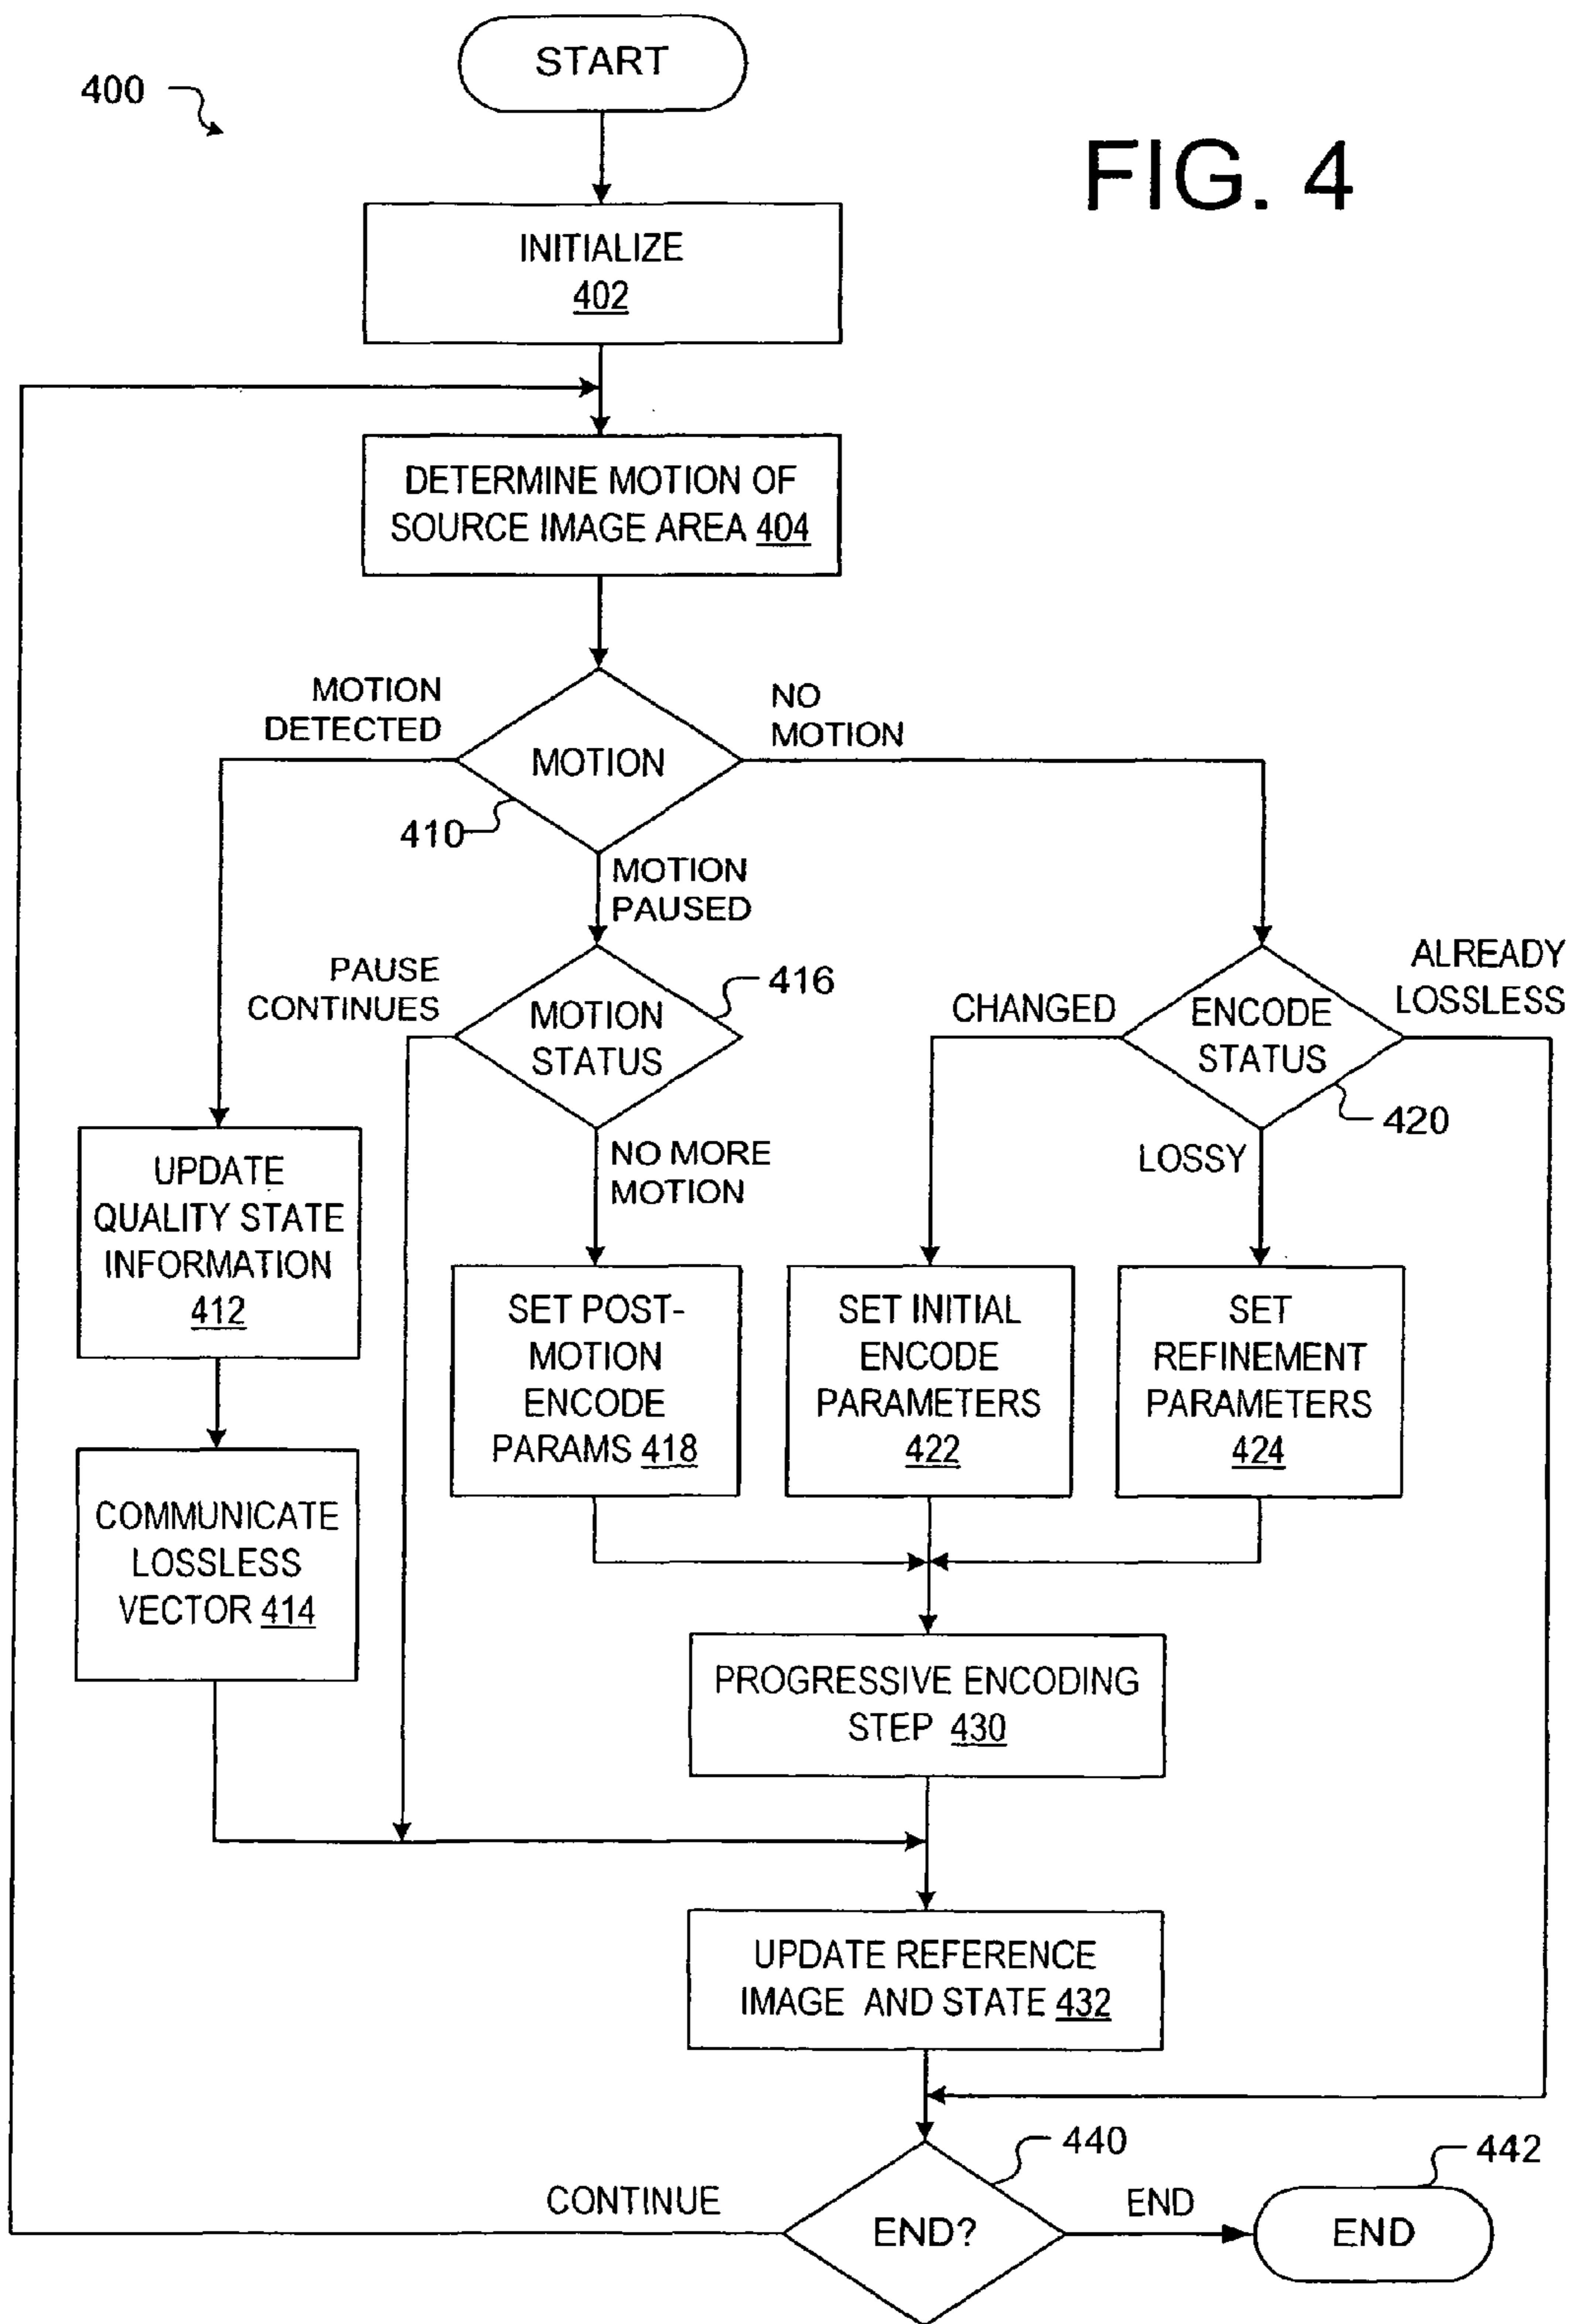 START
400
FIG. 4
INITIALIZE
402
DETERMINE MOTION OF
SOURCE IMAGE AREA 404
MOTION
DETECTED
NO
MOTION
MOTION
410
MOTION
PAUSED
PAUSE
CONTINUES
416
MOTION
STATUS
ALREADY
LOSSLESS
CHANGED
ENCODE
STATUS
420
NO MORE
MOTION
LOSSY
UPDATE
QUALITY STATE
INFORMATION
412
SET POST-
MOTION
ENCODE
PARAMS 418
SET INITIAL
ENCODE
PARAMETERS
422
SET
REFINEMENT
PARAMETERS
424
COMMUNICATE
LOSSLESS
VECTOR 414
PROGRESSIVE ENCODING
STEP 430
UPDATE REFERENCE
IMAGE AND STATE 432
440
442
CONTINUE
END?
END
END